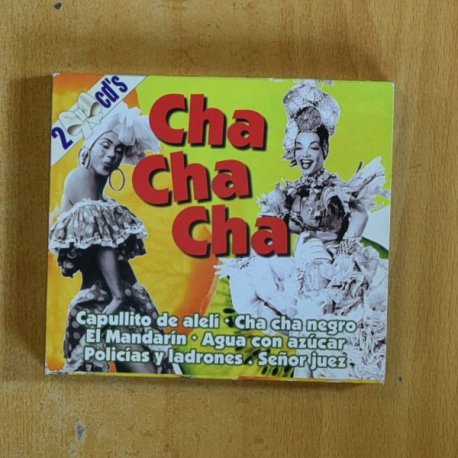 2 cd's
Cha
Cha
Cha
Capullito de alelí · Cha cha negro
El Mandarín · Agua con azúcar
Policías y ladrones . Señor juez